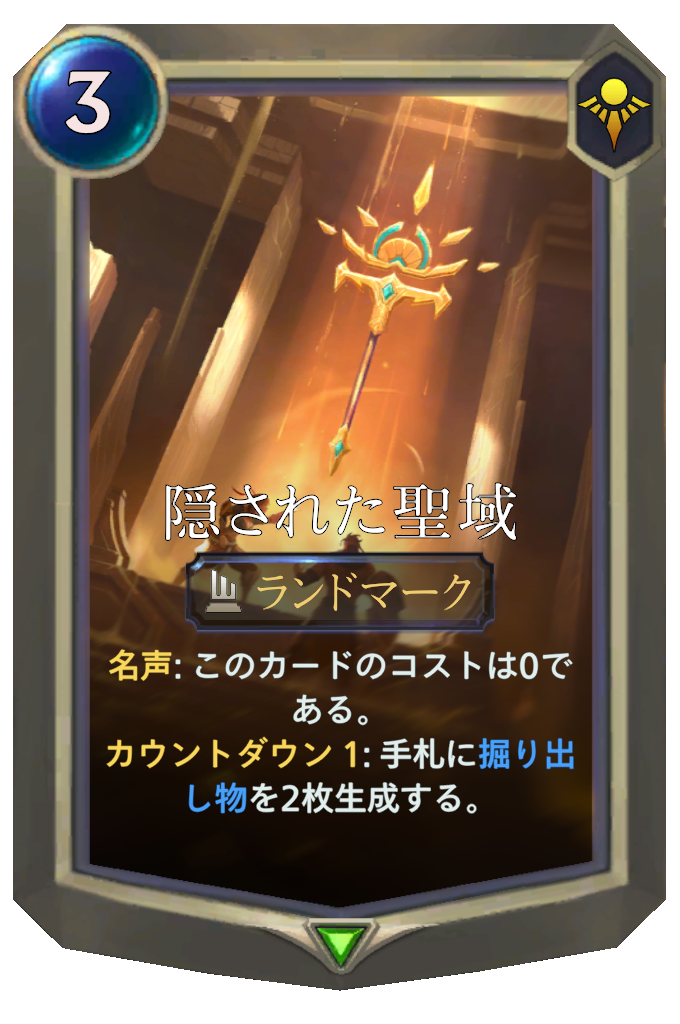 3
隠された聖域
ランドマーク
名声: このカードのコストは0で
ある。
カウントダウン 1: 手札に掘り出
し物を2枚生成する。